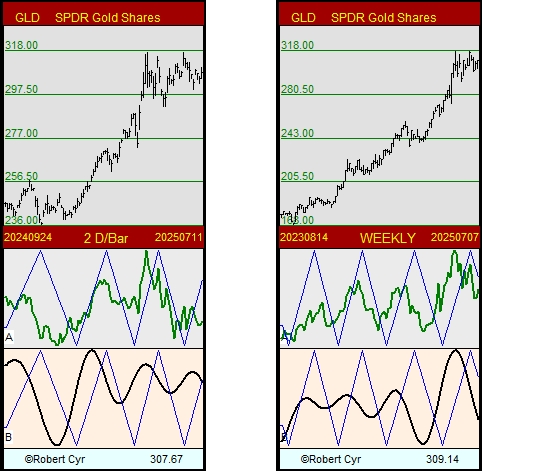 GLD SPDR Gold Shares
318.00
297.50
277.00
256.50
236.00
20240924 2 D/Bar 20250711
A
B
©Robert Cyr 307.67
GLD SPDR Gold Shares
318.00
280.50
243.00
205.50
168.00
20230814 WEEKLY 20250707
A
B
©Robert Cyr 309.14